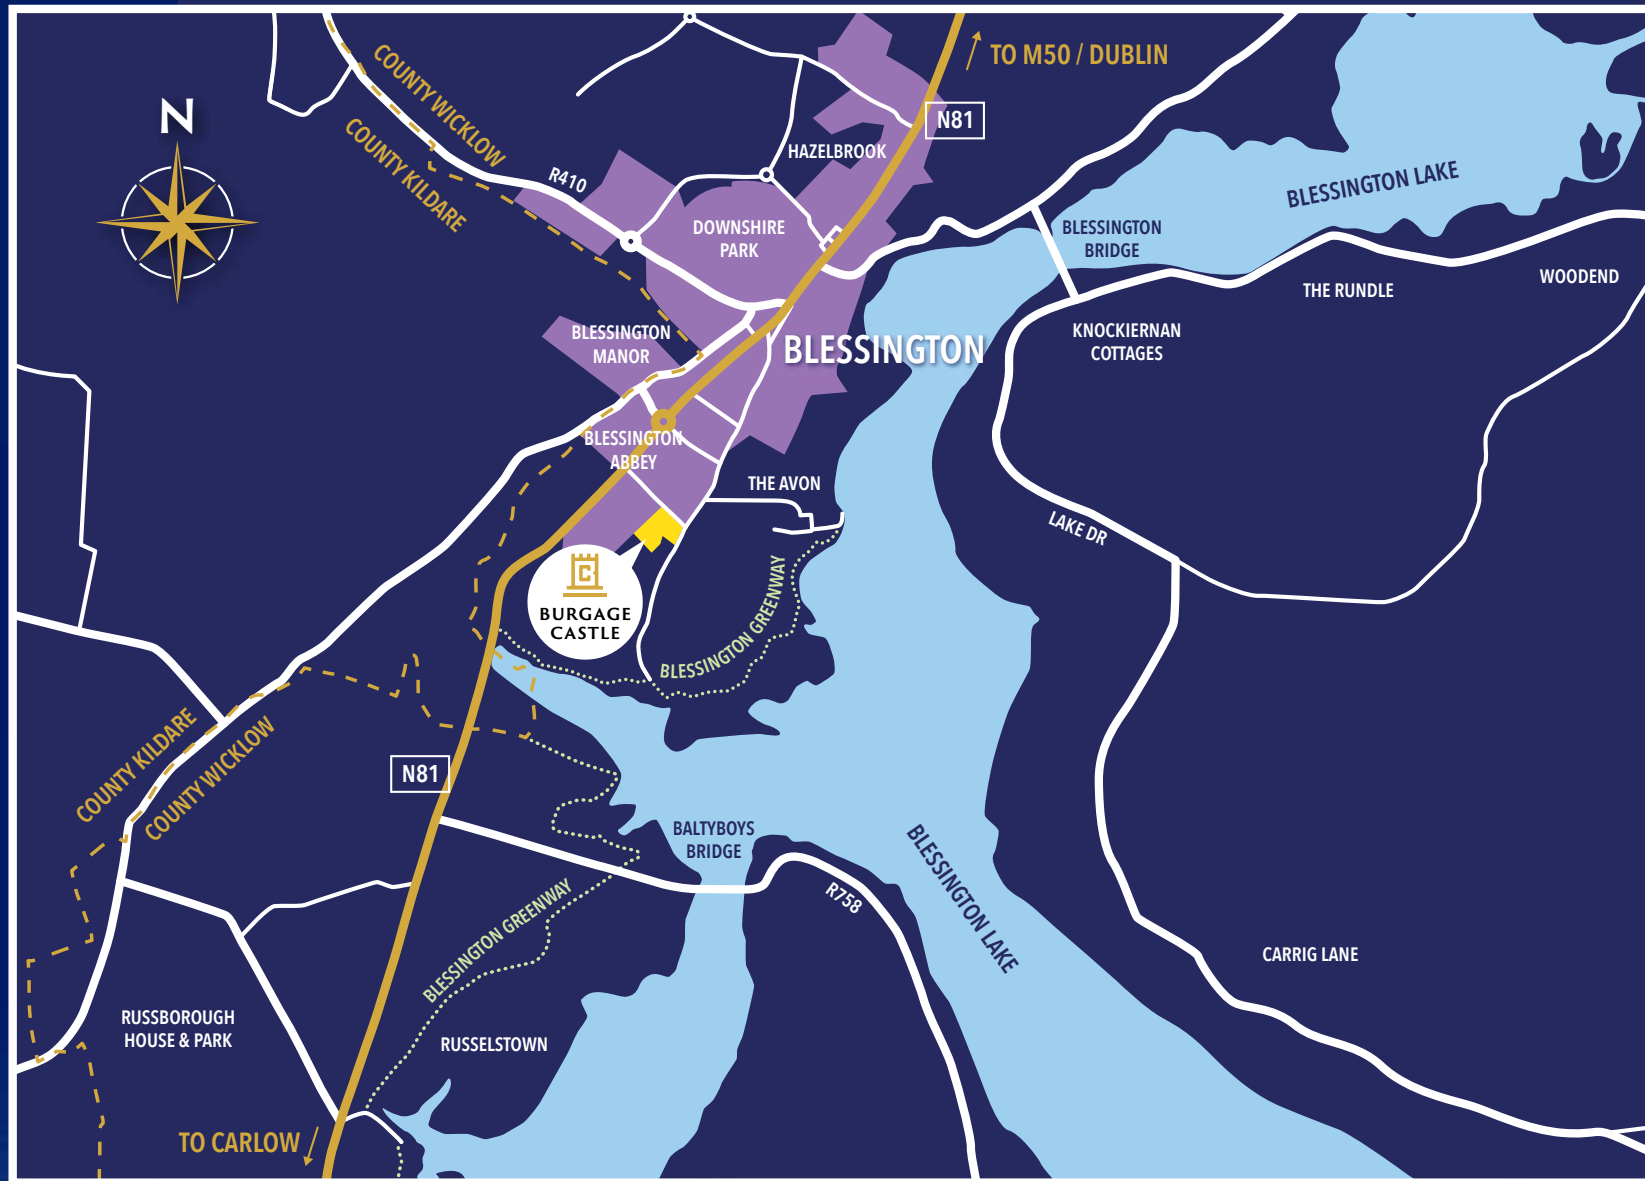 TO M50 / DUBLIN
COUNTY WICKLOW
COUNTY KILDARE
N
N81
HAZELBROOK
R410
BLESSINGTON LAKE
DOWNSHIRE
PARK
BLESSINGTON
BRIDGE
WOODEND
THE RUNDLE
BLESSINGTON
MANOR
BLESSINGTON
KNOCKIERNAN
COTTAGES
BLESSINGTON
ABBEY
THE AVON
LAKE DR
C
BURGAGE
CASTLE
BLESSINGTON GREENWAY
COUNTY KILDARE
COUNTY WICKLOW
N81
BALTYBOYS
BRIDGE
R758
BLESSINGTON LAKE
BLESSINGTON GREENWAY
CARRIG LANE
RUSSBOROUGH
HOUSE & PARK
RUSSELSTOWN
TO CARLOW